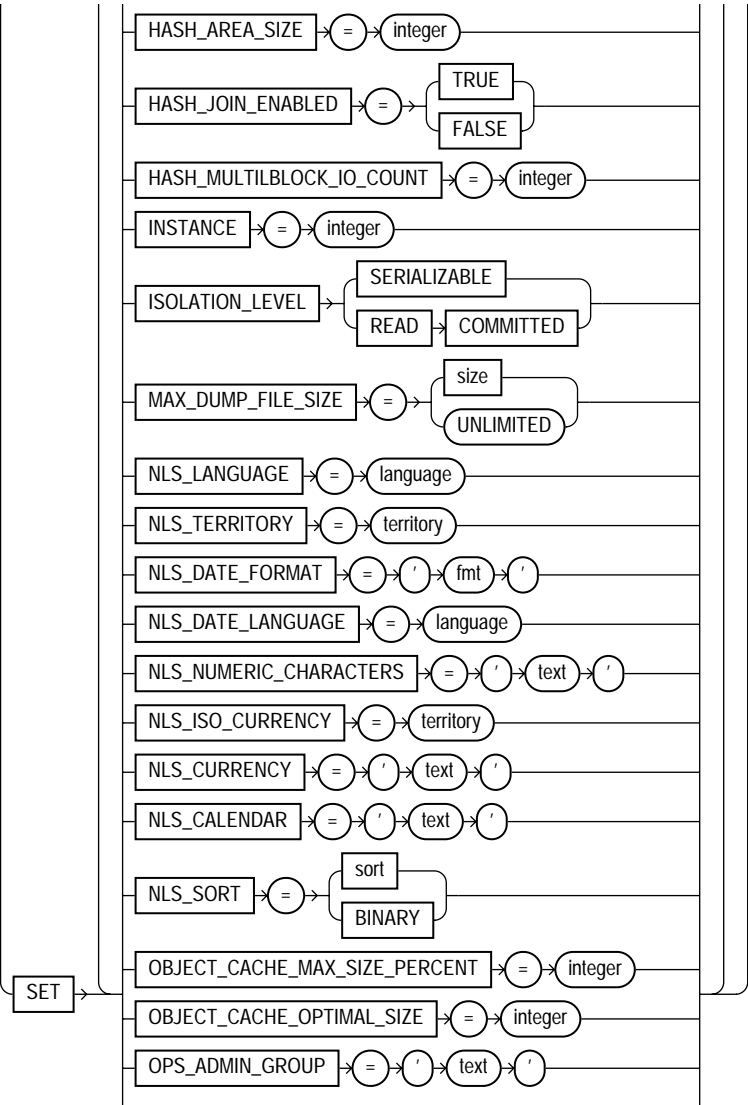 HASH_AREA_SIZE = integer
TRUE
HASH_JOIN_ENABLED =
FALSE
HASH_MULTILBLOCK_IO_COUNT = integer
INSTANCE = integer
SERIALIZABLE
ISOLATION_LEVEL
READ COMMITTED
size
MAX_DUMP_FILE_SIZE =
UNLIMITED
NLS_LANGUAGE = language
NLS_TERRITORY = territory
NLS_DATE_FORMAT = ' fmt '
NLS_DATE_LANGUAGE = language
NLS_NUMERIC_CHARACTERS = ' text '
NLS_ISO_CURRENCY = territory
NLS_CURRENCY = ' text '
NLS_CALENDAR = ' text '
sort
NLS_SORT =
BINARY
OBJECT_CACHE_MAX_SIZE_PERCENT = integer
SET
OBJECT_CACHE_OPTIMAL_SIZE = integer
OPS_ADMIN_GROUP = ' text '